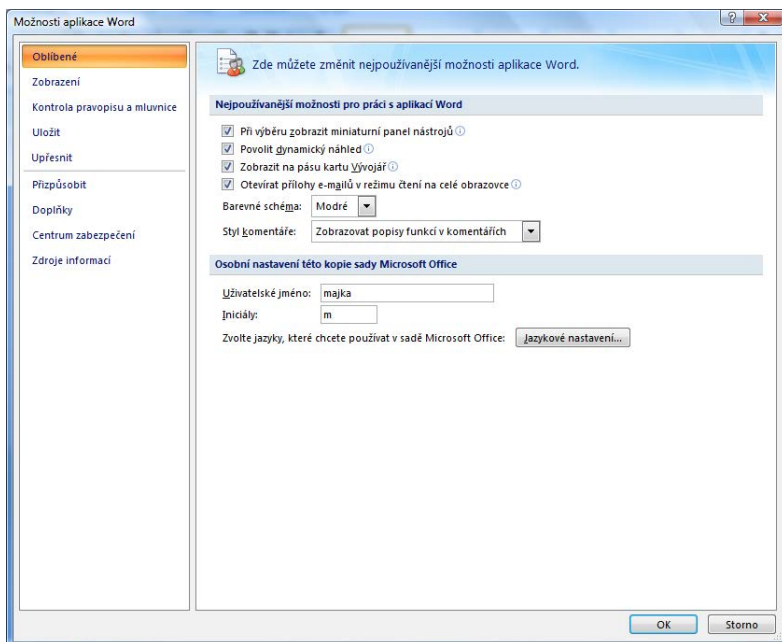 Možnosti aplikace Word
Oblíbené
Zobrazení
Kontrola pravopisu a mluvnice
Uložit
Upřesnit
Přizpůsobit
Doplňky
Centrum zabezpečení
Zdroje informací
Zde můžete změnit nejpoužívanější možnosti aplikace Word.
Nejpoužívanější možnosti pro práci s aplikací Word
Při výběru zobrazit miniaturní panel nástrojů
Povolit dynamický náhled
Zobrazit na pásu kartu Vývojář
Otevírat přílohy e-mailů v režimu čtení na celé obrazovce
Barevné schéma: Modré
Styl komentáře: Zobrazovat popisy funkcí v komentářích
Osobní nastavení této kopie sady Microsoft Office
Uživatelské jméno: majka
Iniciály: m
Zvolte jazyky, které chcete používat v sadě Microsoft Office: Jazykové nastavení...
OK Storno